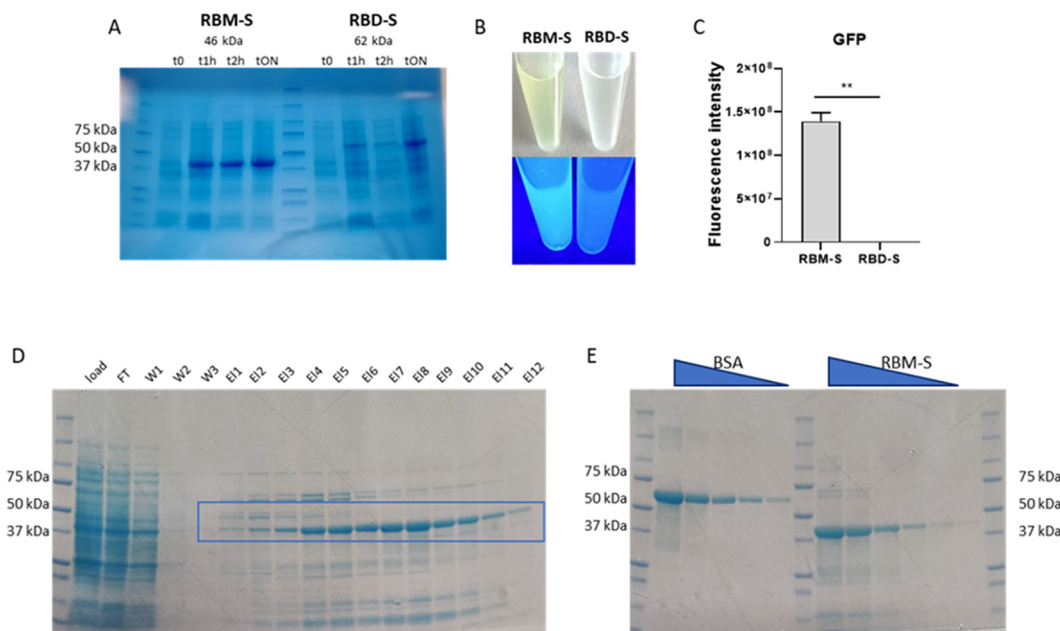 A
RBM-S
RBD-S
46 kDa
62 kDa
t0 t1h t2h tON
t0 t1h t2h tON
75 kDa
50 kDa
37 kDa
B
RBM-S RBD-S
C
GFP
Fluorescence intensity
2×10⁸
1.5×10⁸
1×10⁸
5×10⁷
0
**
RBM-S RBD-S
D
load FT W1 W2 W3 El1 El2 El3 El4 El5 El6 El7 El8 El9 El10 El11 El12
75 kDa
50 kDa
37 kDa
E
BSA
RBM-S
75 kDa
50 kDa
37 kDa
75 kDa
50 kDa
37 kDa